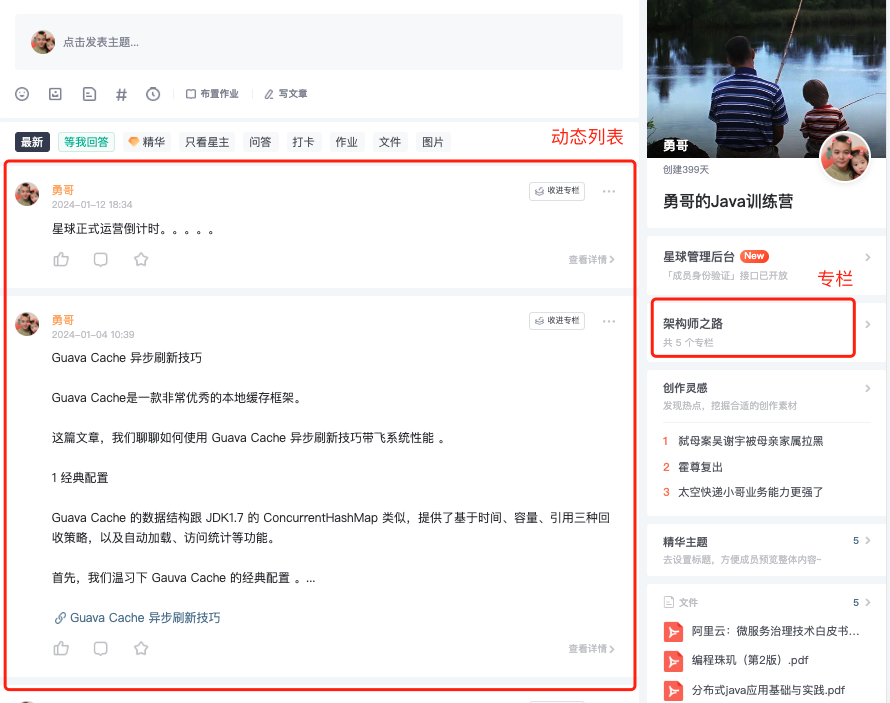 点击发表主题...
布置作业
写文章
最新
等我回答
精华
只看星主
问答
打卡
作业
文件
图片
动态列表
勇哥
2024-01-12 18:34
收进专栏
星球正式运营倒计时。。。。。
查看详情
勇哥
2024-01-04 10:39
收进专栏
Guava Cache 异步刷新技巧
Guava Cache是一款非常优秀的本地缓存框架。
这篇文章，我们聊聊如何使用 Guava Cache 异步刷新技巧带飞系统性能 。
1 经典配置
Guava Cache 的数据结构跟 JDK1.7 的 ConcurrentHashMap 类似，提供了基于时间、容量、引用三种回
收策略，以及自动加载、访问统计等功能。
首先，我们温习下 Gauva Cache 的经典配置 。...
Guava Cache 异步刷新技巧
查看详情
勇哥
创建399天
勇哥的Java训练营
星球管理后台 New
「成员身份验证」接口已开放
专栏
架构师之路
共 5 个专栏
创作灵感
发现热点，挖掘合适的创作素材
1 弑母案吴谢宇被母亲家属拉黑
2 霍尊复出
3 太空快递小哥业务能力更强了
精华主题 5
去设置标题，方便成员预览整体内容~
文件 5
阿里云：微服务治理技术白皮书...
编程珠玑（第2版）.pdf
分布式java应用基础与实践.pdf